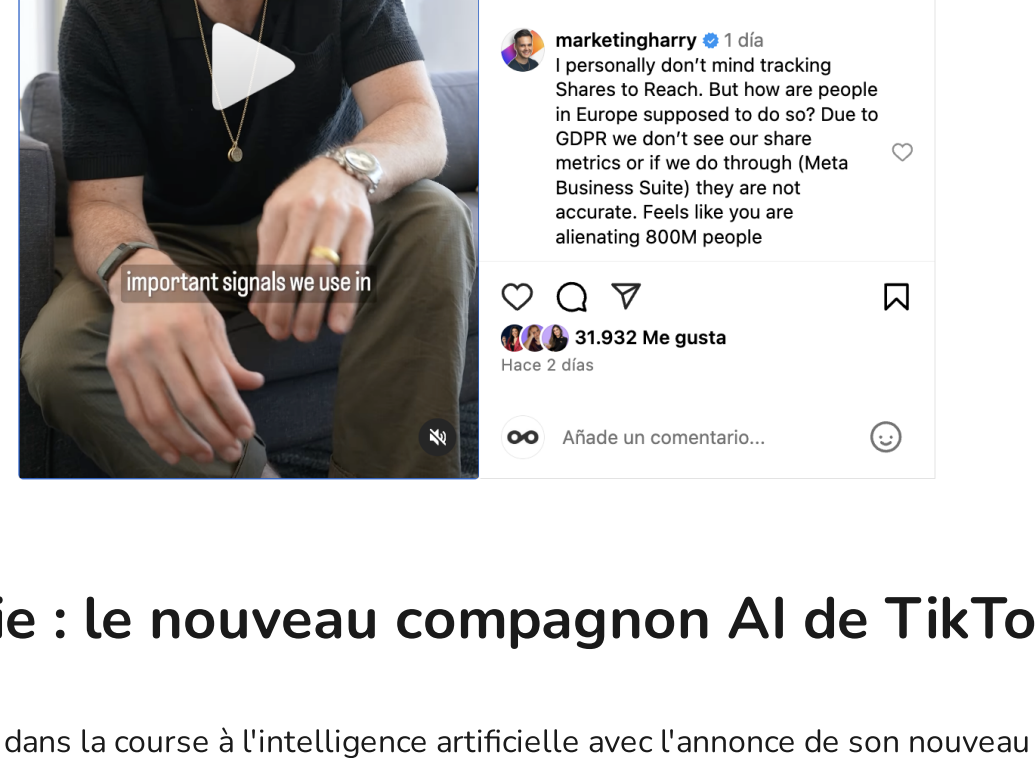 important signals we use in
marketingharry 1 día
I personally don’t mind tracking
Shares to Reach. But how are people
in Europe supposed to do so? Due to
GDPR we don’t see our share
metrics or if we do through (Meta
Business Suite) they are not
accurate. Feels like you are
alienating 800M people
31.932 Me gusta
Hace 2 días
Añade un comentario...
ie : le nouveau compagnon AI de TikTo
dans la course à l'intelligence artificielle avec l'annonce de son nouveau